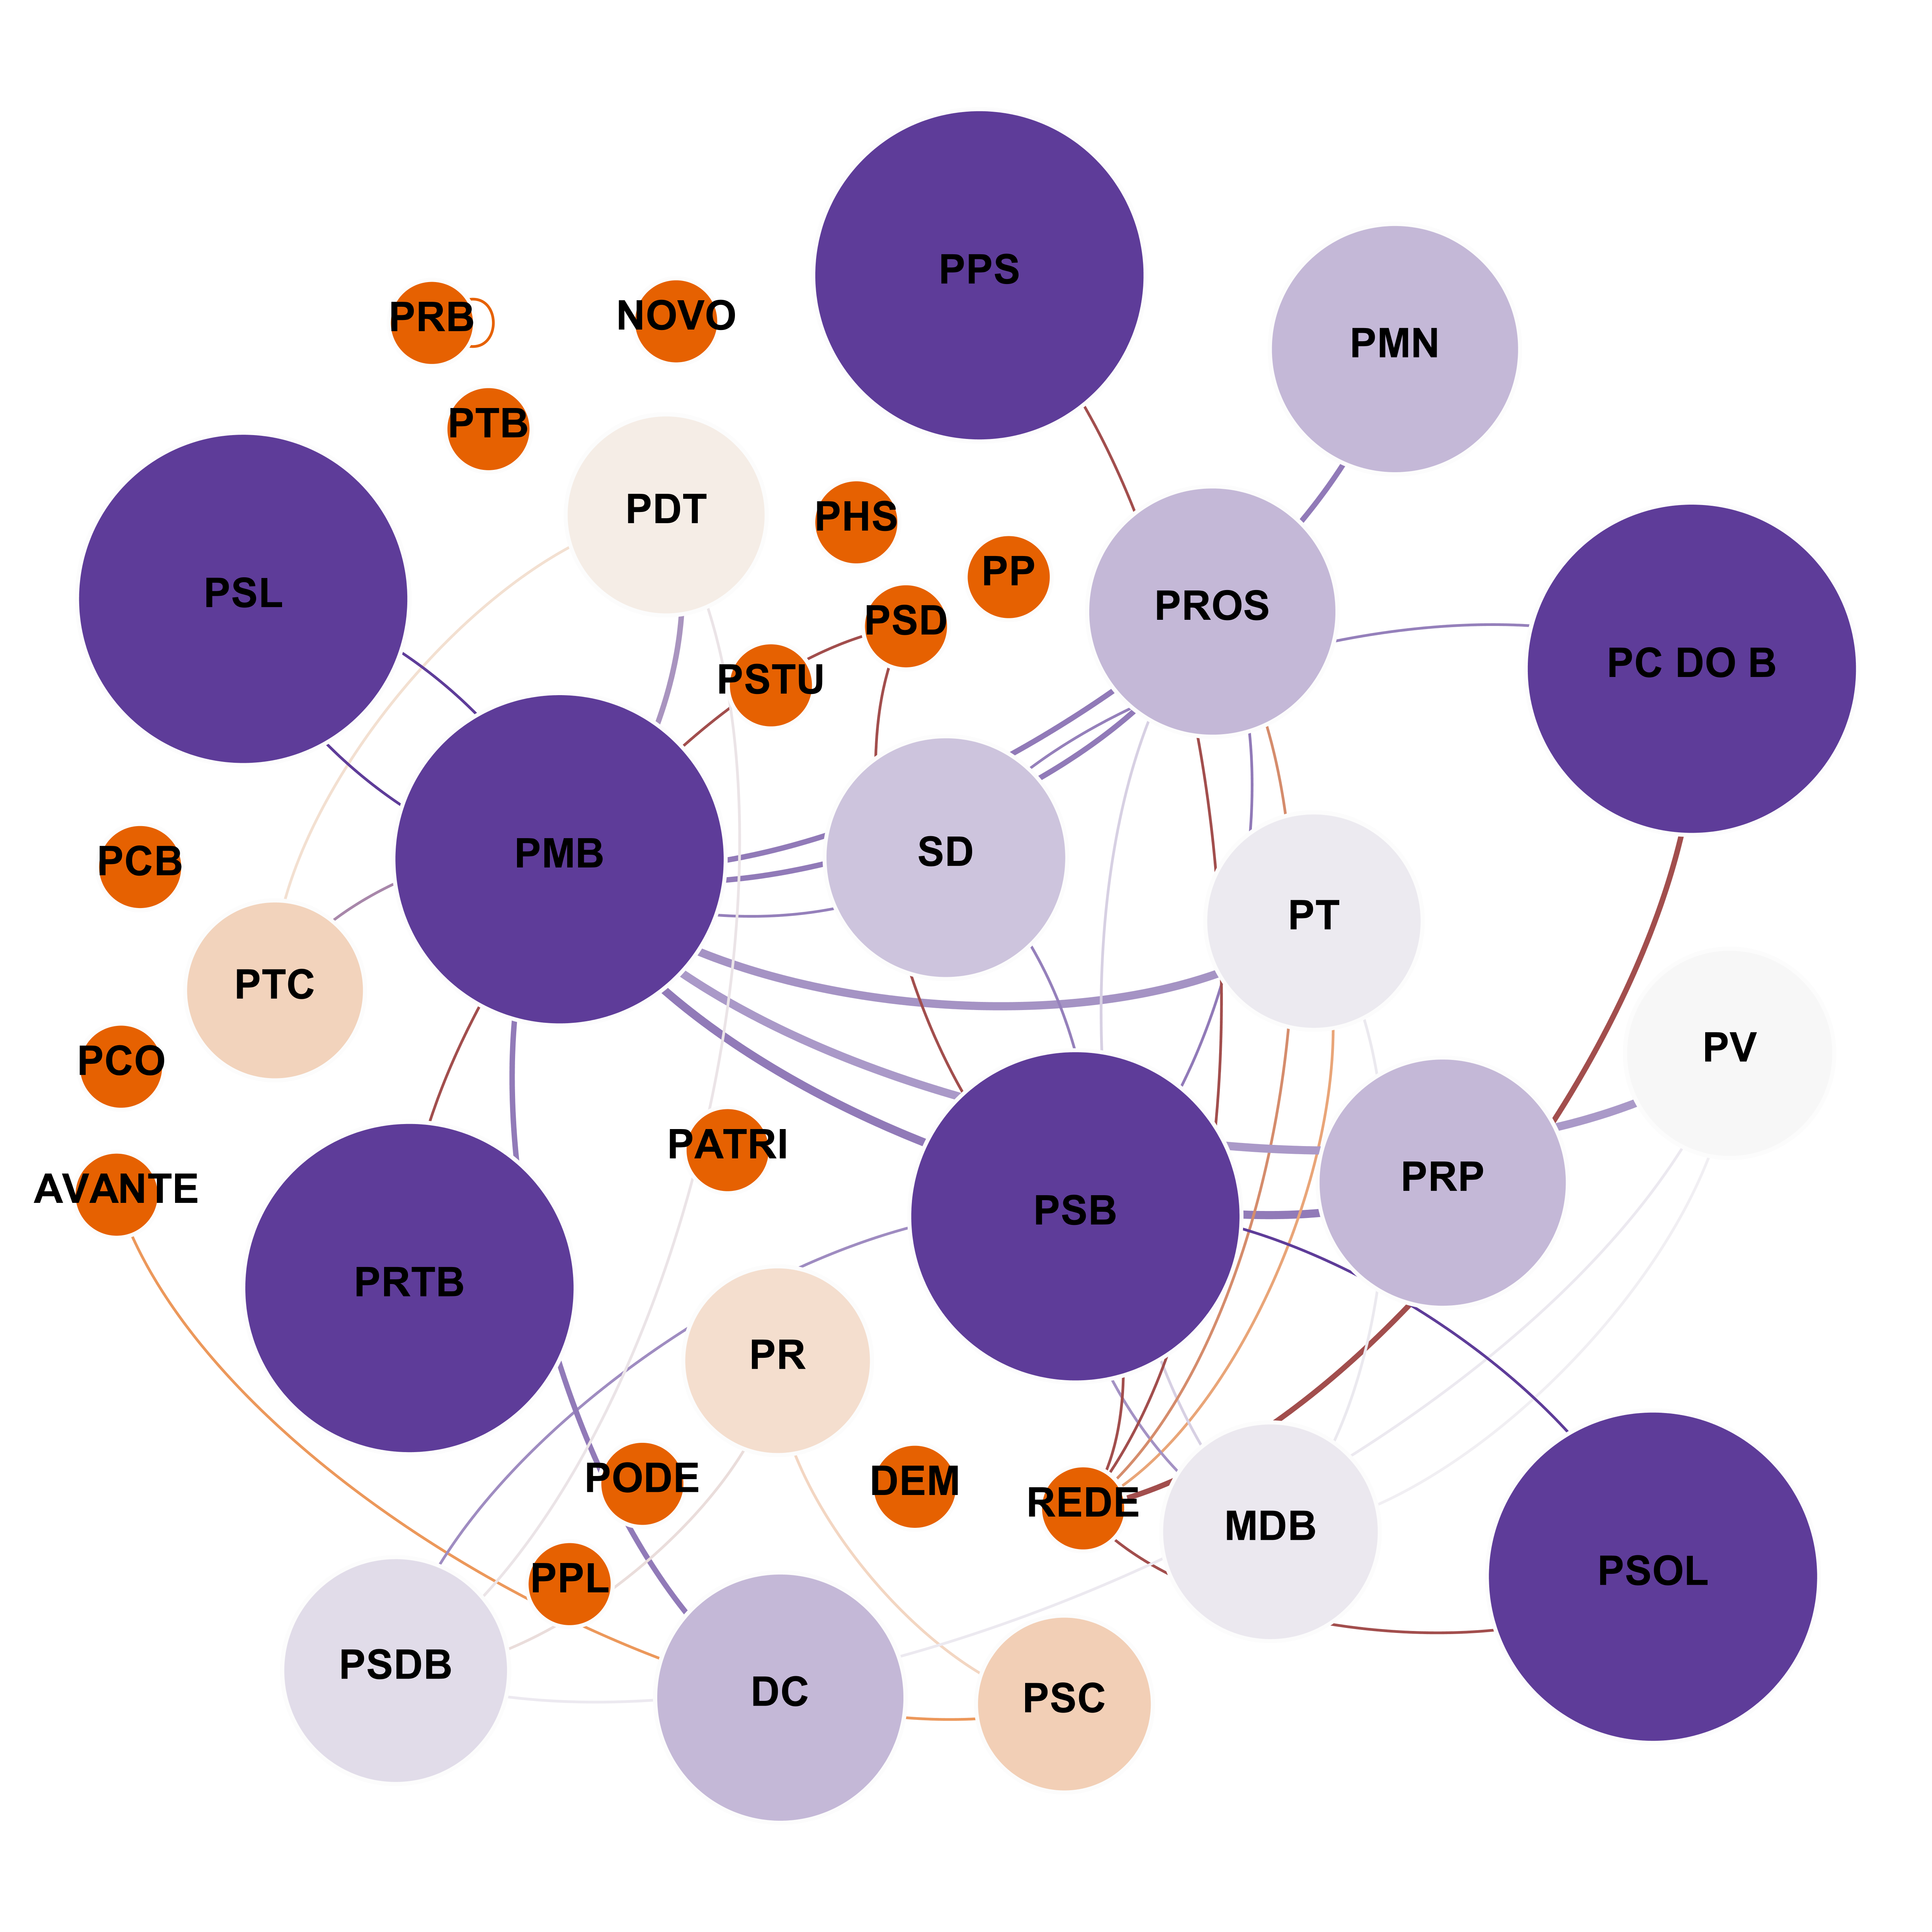 PPS
PRB
NOVO
PMN
PTB
PDT
PHS
PP
PSL
PROS
PSD
PC DO B
PSTU
PMB
SD
PCB
PT
PTC
PV
PCO
PATRI
PRP
AVANTE
PSB
PRTB
PR
PODE
DEM
REDE
MDB
PPL
PSOL
PSDB
DC
PSC